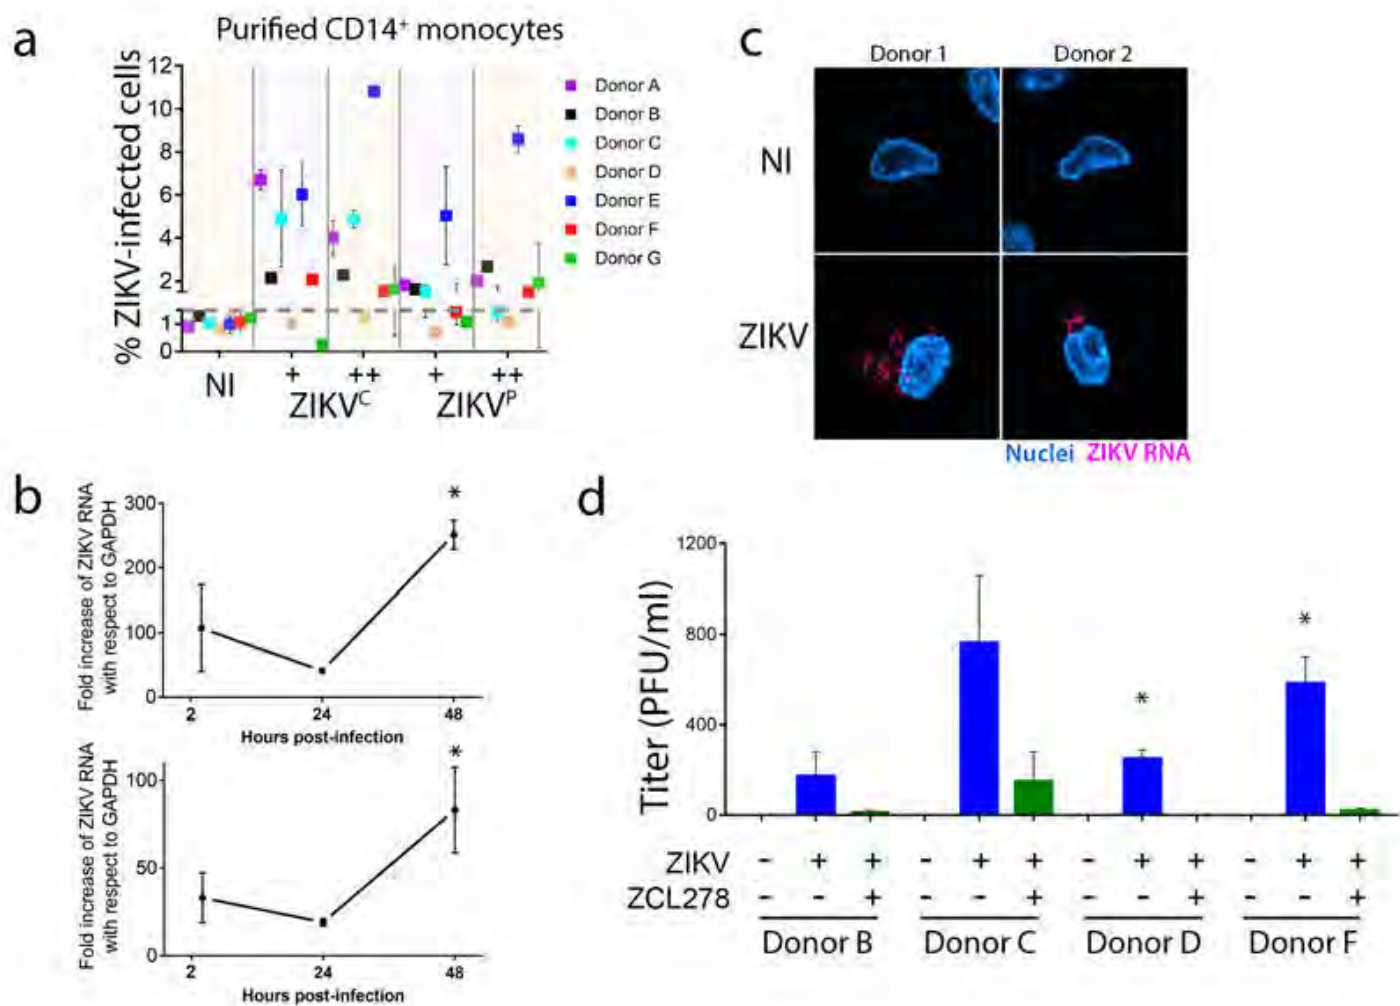 a
Purified CD14⁺ monocytes
% ZIKV-infected cells
12
10
8
6
4
2
1
0
NI
+
++
+
++
ZIKVᶜ
ZIKVᴾ
Donor A
Donor B
Donor C
Donor D
Donor E
Donor F
Donor G
c
Donor 1
Donor 2
NI
ZIKV
Nuclei ZIKV RNA
b
Fold increase of ZIKV RNA
with respect to GAPDH
300
200
100
0
*
2
24
48
Hours post-infection
Fold increase of ZIKV RNA
with respect to GAPDH
100
50
0
*
2
24
48
Hours post-infection
d
Titer (PFU/ml)
1200
800
400
0
*
*
ZIKV - + + - + + - + + - + +
ZCL278 - - + - - + - - + - - +
Donor B
Donor C
Donor D
Donor F